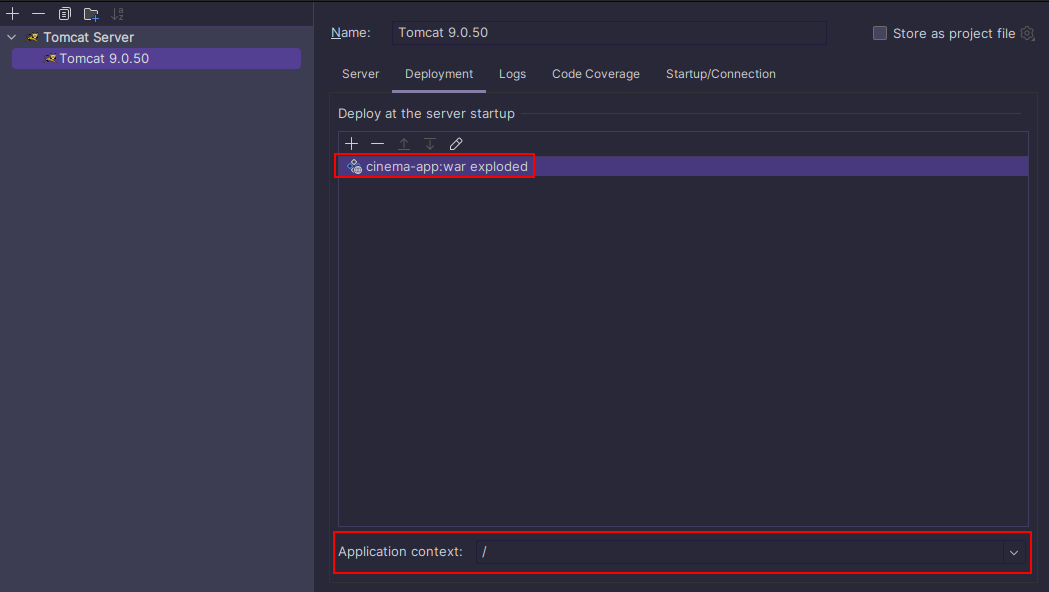 Tomcat Server
Tomcat 9.0.50
Name: Tomcat 9.0.50 Store as project file
Server Deployment Logs Code Coverage Startup/Connection
Deploy at the server startup
cinema-app:war exploded
Application context: /